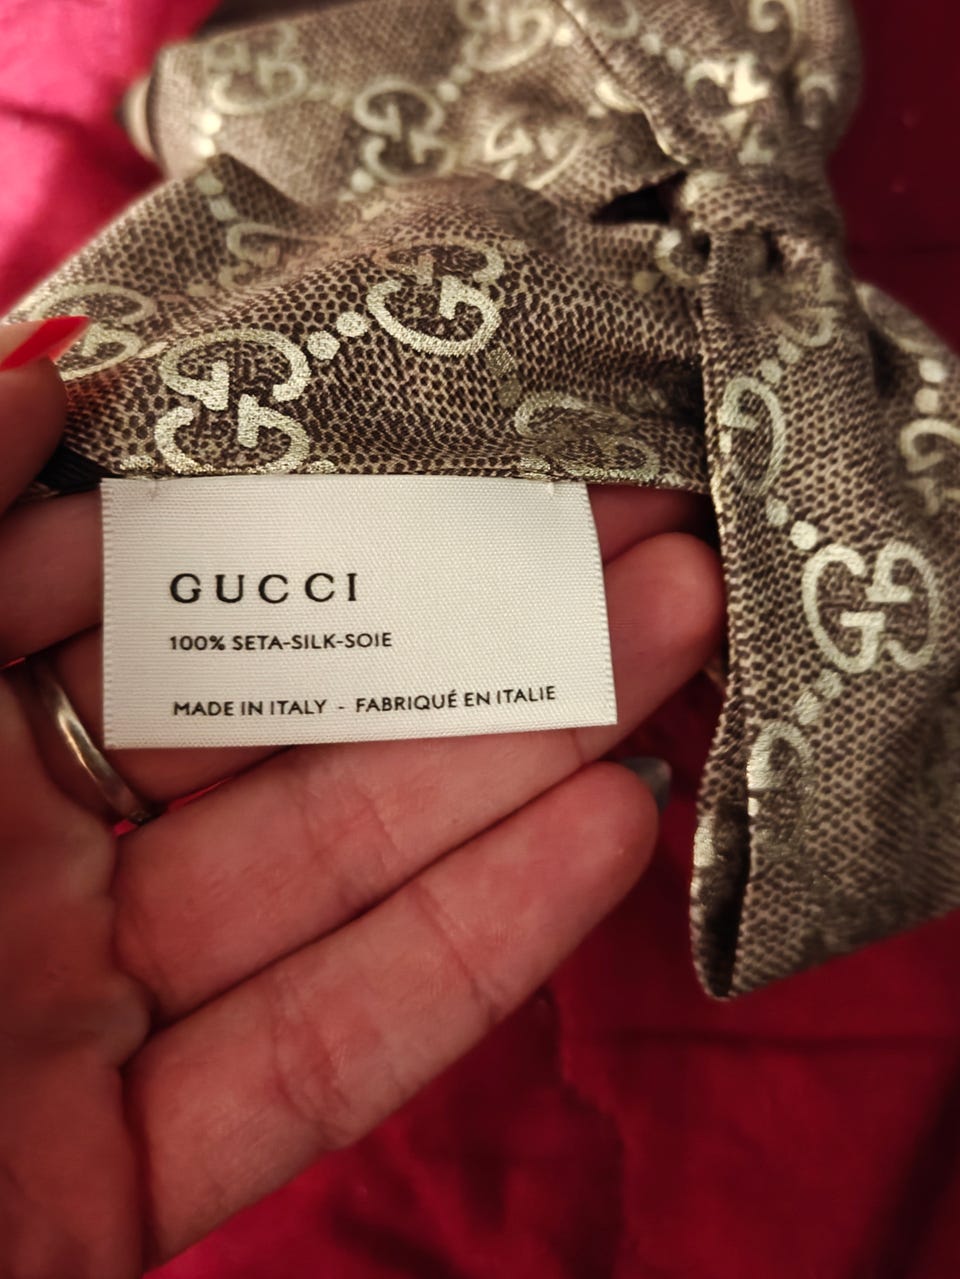 GUCCI
100% SETA-SILK-SOIE
MADE IN ITALY - FABRIQUÉ EN ITALIE